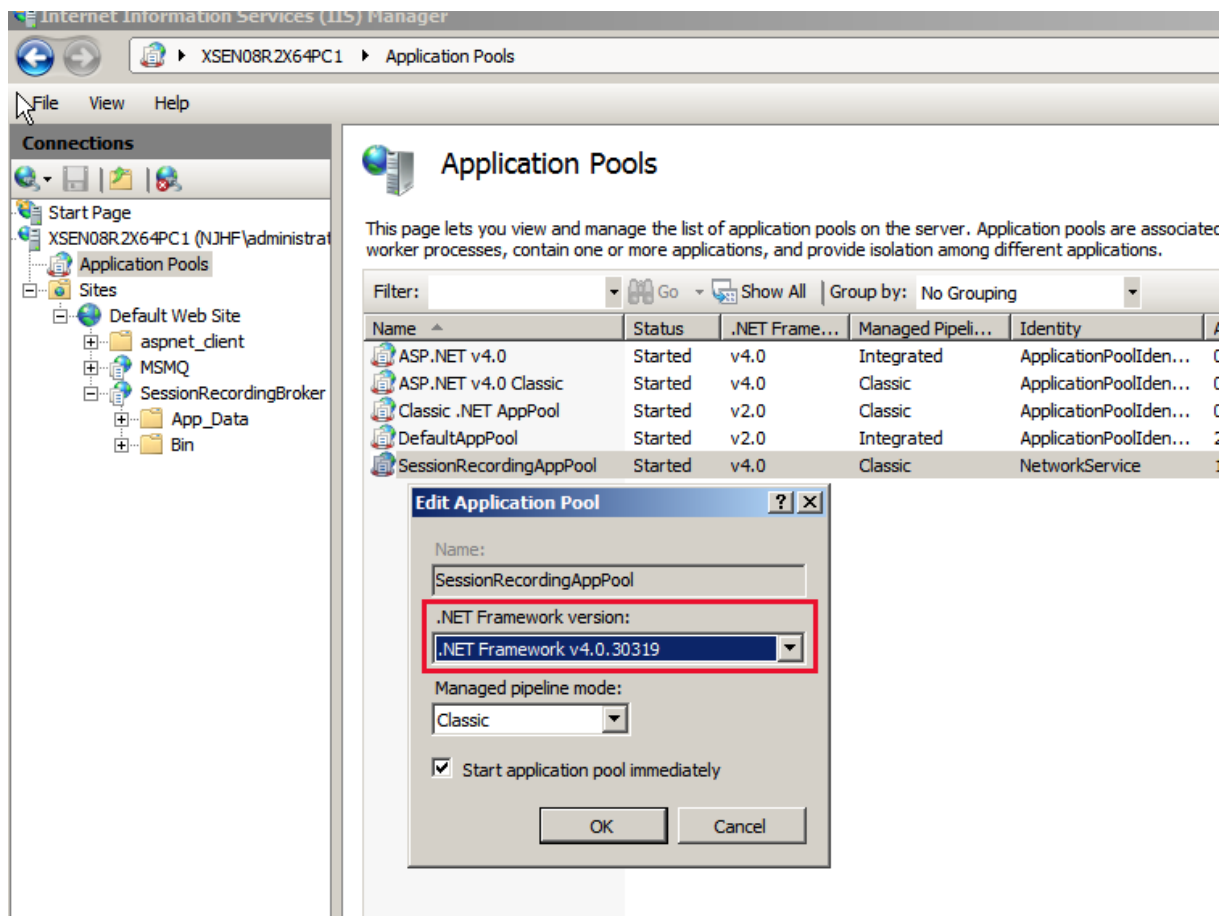 Internet Information Services (IIS) Manager
XSEN08R2X64PC1 Application Pools
File View Help
Connections
Start Page
XSEN08R2X64PC1 (NJHF\administrat
Application Pools
Sites
Default Web Site
aspnet_client
MSMQ
SessionRecordingBroker
App_Data
Bin
Application Pools
This page lets you view and manage the list of application pools on the server. Application pools are associated
worker processes, contain one or more applications, and provide isolation among different applications.
Filter: Go Show All Group by: No Grouping
Name Status .NET Frame... Managed Pipeli... Identity
ASP.NET v4.0 Started v4.0 Integrated ApplicationPoolIden...
ASP.NET v4.0 Classic Started v4.0 Classic ApplicationPoolIden...
Classic .NET AppPool Started v2.0 Classic ApplicationPoolIden...
DefaultAppPool Started v2.0 Integrated ApplicationPoolIden...
SessionRecordingAppPool Started v4.0 Classic NetworkService
Edit Application Pool
Name:
SessionRecordingAppPool
.NET Framework version:
.NET Framework v4.0.30319
Managed pipeline mode:
Classic
Start application pool immediately
OK Cancel